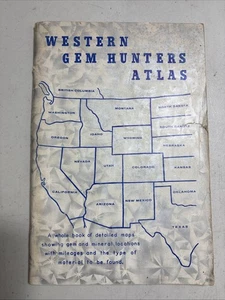 WESTERN
GEM HUNTERS
ATLAS
BRITISH COLUMBIA
WASHINGTON
MONTANA
NORTH DAKOTA
OREGON
IDAHO
SOUTH DAKOTA
WYOMING
NEBRASKA
NEVADA
UTAH
COLORADO
KANSAS
CALIFORNIA
ARIZONA
NEW MEXICO
OKLAHOMA
TEXAS
A whole book of detailed maps
showing gem and mineral locations
with mileages and the type of
material to be found.